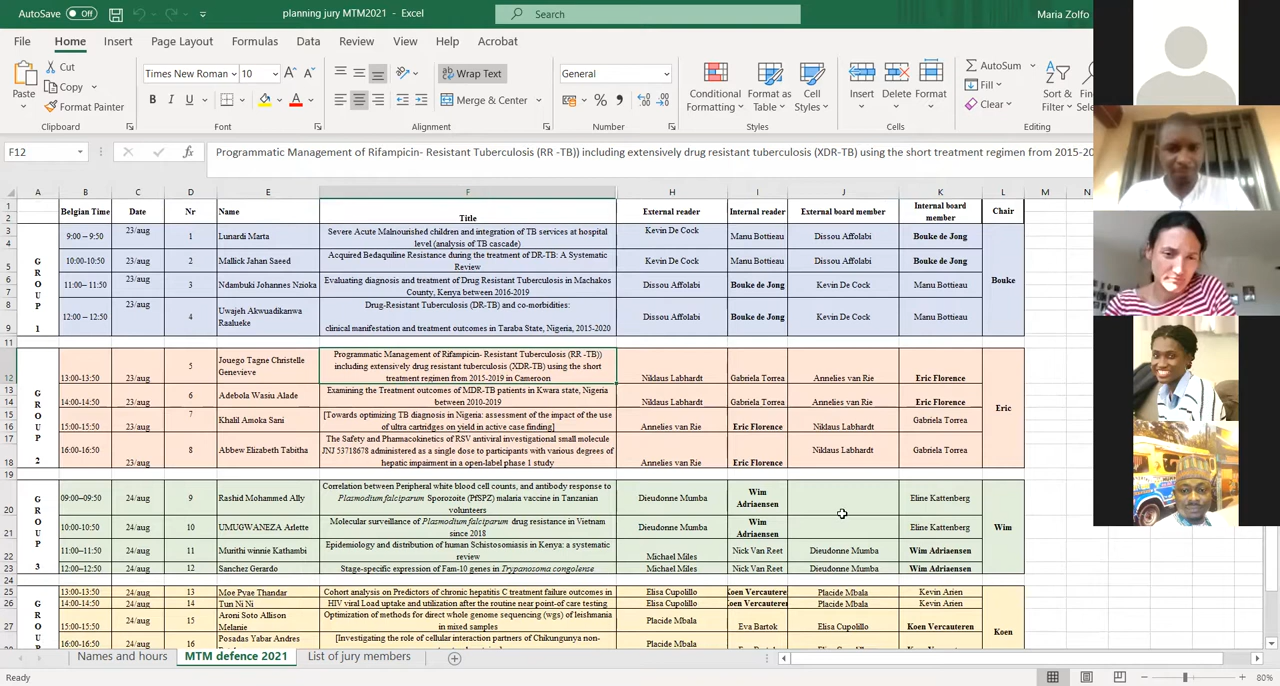 AutoSave Off planning jury MTM2021 - Excel Search Maria Zolfo
File Home Insert Page Layout Formulas Data Review View Help Acrobat
Paste Cut Copy Format Painter Clipboard
Times New Roman 10 B I U A Font
Wrap Text Merge & Center Alignment
General % Number
Conditional Formatting Format as Table Cell Styles Styles
Insert Delete Format Cells
AutoSum Fill Clear Sort Filter Editing
F12 fx Programmatic Management of Rifampicin- Resistant Tuberculosis (RR -TB)) including extensively drug resistant tuberculosis (XDR-TB) using the short treatment regimen from 2015-20
A B C D E F H I J K L M N
Belgian Time Date Nr Name Title External reader Internal reader External board member Internal board member Chair
GROUP 1
9:00 – 9:50 23/aug 1 Lunardi Marta Severe Acute Malnourished children and integration of TB services at hospital level (analysis of TB cascade) Kevin De Cock Manu Bottieau Dissou Affolabi Bouke de Jong
10:00-10:50 23/aug 2 Mallick Jahan Saeed Acquired Bedaquiline Resistance during the treatment of DR-TB: A Systematic Review Kevin De Cock Manu Bottieau Dissou Affolabi Bouke de Jong Bouke
11:00– 11:50 23/aug 3 Ndambuki Johannes Nzioka Evaluating diagnosis and treatment of Drug Resistant Tuberculosis in Machakos County, Kenya between 2016-2019 Dissou Affolabi Bouke de Jong Kevin De Cock Manu Bottieau
12:00 – 12:50 23/aug 4 Uwajeh Akwuadikanwa Raalueke Drug-Resistant Tuberculosis (DR-TB) and co-morbidities: clinical manifestation and treatment outcomes in Taraba State, Nigeria, 2015-2020 Dissou Affolabi Bouke de Jong Kevin De Cock Manu Bottieau
GROUP 2
13:00-13:50 23/aug 5 Jouego Tagne Christelle Genevieve Programmatic Management of Rifampicin- Resistant Tuberculosis (RR -TB)) including extensively drug resistant tuberculosis (XDR-TB) using the short treatment regimen from 2015-2019 in Cameroon Niklaus Labhardt Gabriela Torrea Annelies van Rie Eric Florence
14:00-14:50 23/aug 6 Adebola Wasiu Alade Examining the Treatment outcomes of MDR-TB patients in Kwara state, Nigeria between 2010-2019 Niklaus Labhardt Gabriela Torrea Annelies van Rie Eric Florence Eric
15:00-15:50 23/aug 7 Khalil Amoka Sani [Towards optimizing TB diagnosis in Nigeria: assessment of the impact of the use of ultra cartridges on yield in active case finding] Annelies van Rie Eric Florence Niklaus Labhardt Gabriela Torrea
16:00-16:50 23/aug 8 Abbew Elizabeth Tabitha The Safety and Pharmacokinetics of RSV antiviral investigational small molecule JNJ 53718678 administered as a single dose to participants with various degrees of hepatic impairment in a open-label phase 1 study Annelies van Rie Eric Florence Niklaus Labhardt Gabriela Torrea
GROUP 3
09:00–09:50 24/aug 9 Rashid Mohammed Ally Correlation between Peripheral white blood cell counts, and antibody response to Plasmodium falciparum Sporozoite (PfSPZ) malaria vaccine in Tanzanian volunteers Dieudonne Mumba Wim Adriaensen Eline Kattenberg
10:00-10:50 24/aug 10 UMUGWANEZA Arlette Molecular surveillance of Plasmodium falciparum drug resistance in Vietnam since 2018 Dieudonne Mumba Wim Adriaensen Eline Kattenberg Wim
11:00–11:50 24/aug 11 Murithi winnie Kathambi Epidemiology and distribution of human Schistosomiasis in Kenya: a systematic review Michael Miles Nick Van Reet Dieudonne Mumba Wim Adriaensen
12:00–12:50 24/aug 12 Sanchez Gerardo Stage-specific expression of Fam-10 genes in Trypanosoma congolense Michael Miles Nick Van Reet Dieudonne Mumba Wim Adriaensen
GROUP
13:00-13:50 24/aug 13 Moe Pyae Thandar Cohort analysis on Predictors of chronic hepatitis C treatment failure outcomes in Elisa Cupolillo Koen Vercauteren Placide Mbala Kevin Arien
14:00-14:50 24/aug 14 Tun Ni Ni HIV viral Load uptake and utilization after the routine near point-of care testing Elisa Cupolillo Koen Vercauteren Placide Mbala Kevin Arien
15:00-15:50 24/aug 15 Aroni Soto Allison Melanie Optimization of methods for direct whole genome sequencing (wgs) of leishmania in mixed samples Placide Mbala Eva Bartok Elisa Cupolillo Koen Vercauteren Koen
16:00-16:50 24/aug 16 Posadas Yabar Andres [Investigating the role of cellular interaction partners of Chikungunya non- Placide Mbala
Names and hours MTM defence 2021 List of jury members
Ready 80%